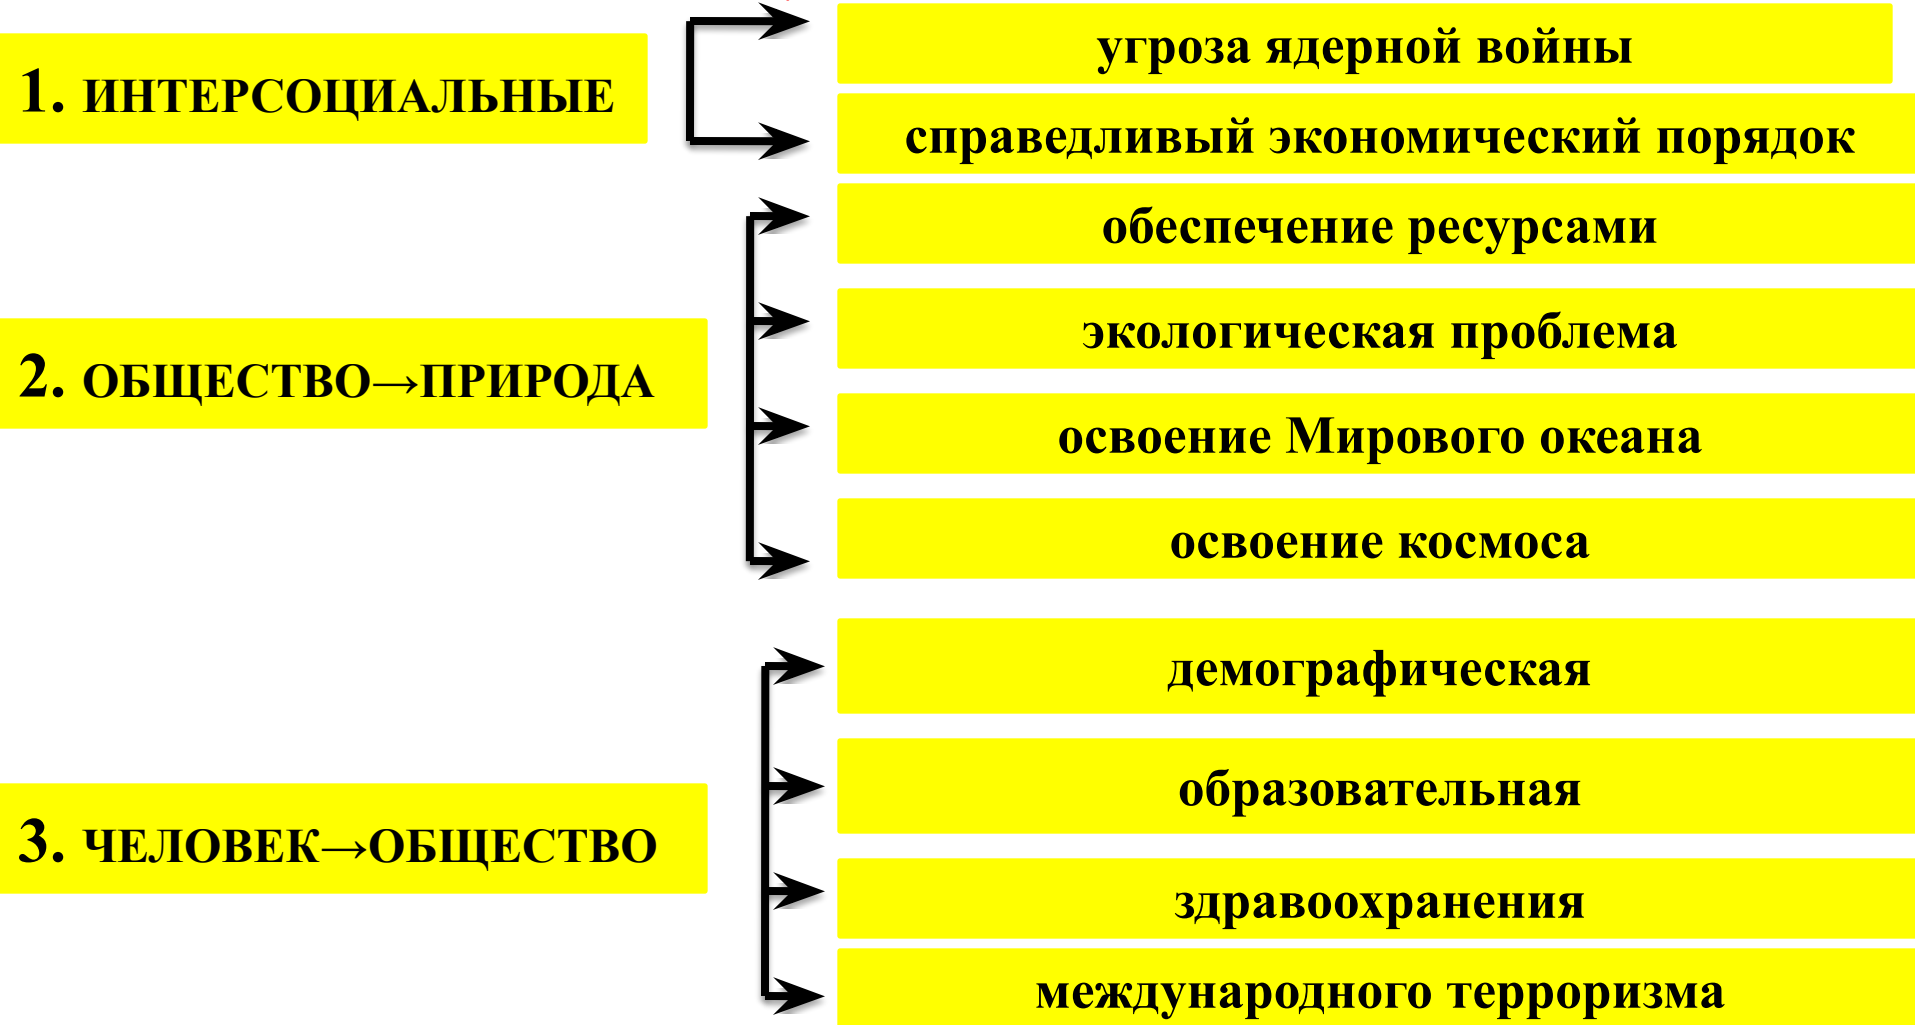 1. ИНТЕРСОЦИАЛЬНЫЕ
угроза ядерной войны
справедливый экономический порядок
2. ОБЩЕСТВО→ПРИРОДА
обеспечение ресурсами
экологическая проблема
освоение Мирового океана
освоение космоса
3. ЧЕЛОВЕК→ОБЩЕСТВО
демографическая
образовательная
здравоохранения
международного терроризма